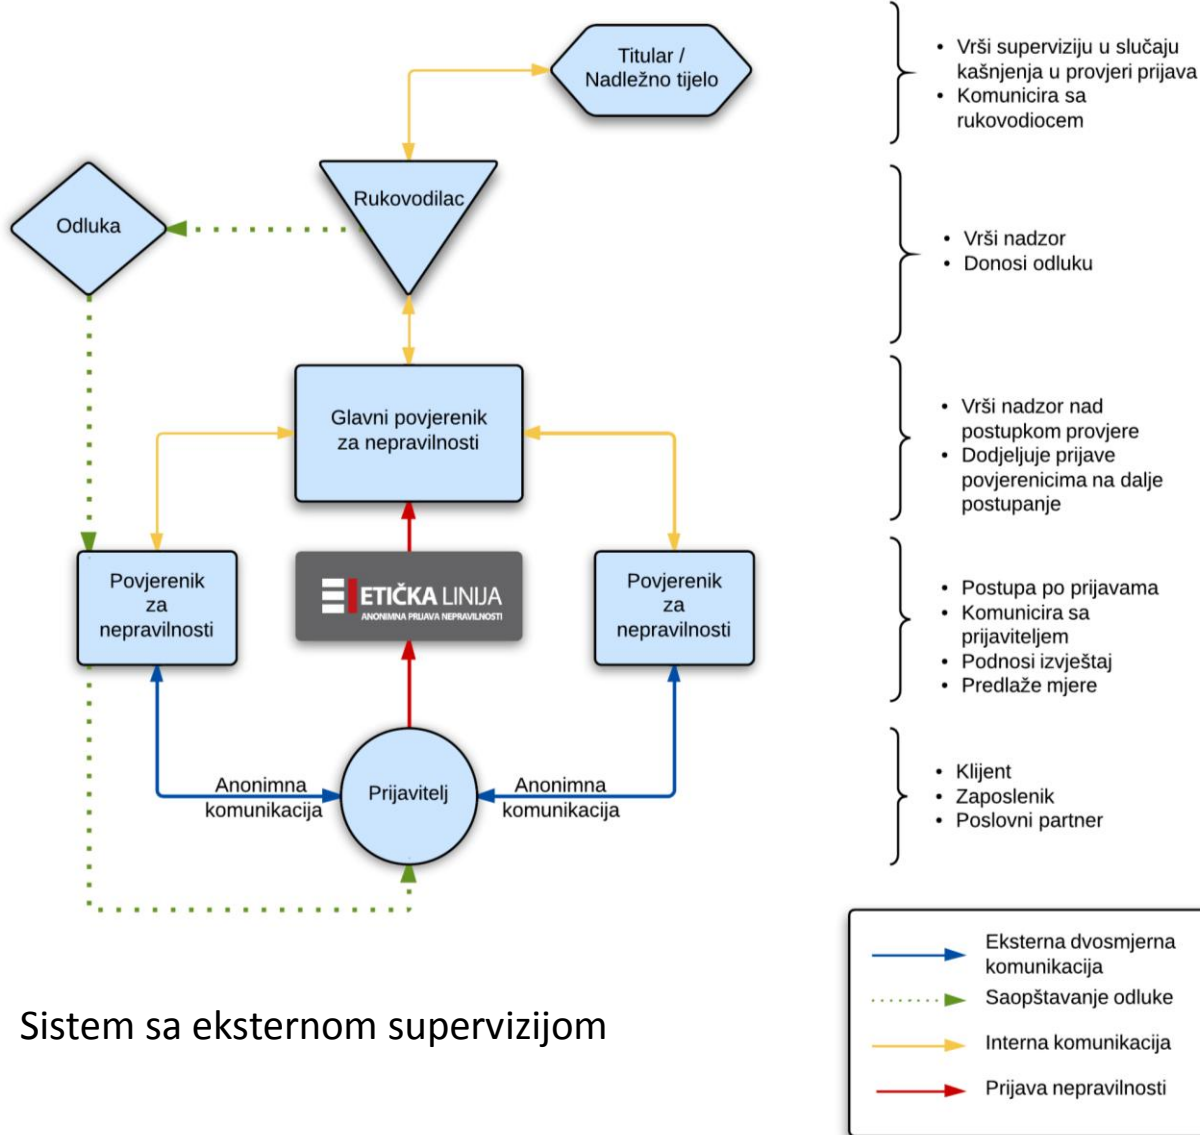 Titular /
Nadležno tijelo
• Vrši superviziju u slučaju
kašnjenja u provjeri prijava
• Komunicira sa
rukovodiocem
Odluka
Rukovodilac
• Vrši nadzor
• Donosi odluku
Glavni povjerenik
za nepravilnosti
• Vrši nadzor nad
postupkom provjere
• Dodjeljuje prijave
povjerenicima na dalje
postupanje
Povjerenik
za
nepravilnosti
ETIČKA LINIJA
ANONIMNA PRIJAVA NEPRAVILNOSTI
Povjerenik
za
nepravilnosti
• Postupa po prijavama
• Komunicira sa
prijaviteljem
• Podnosi izvještaj
• Predlaže mjere
Anonimna
komunikacija
Prijavitelj
Anonimna
komunikacija
• Klijent
• Zaposlenik
• Poslovni partner
Eksterna dvosmjerna
komunikacija
Saopštavanje odluke
Interna komunikacija
Prijava nepravilnosti
Sistem sa eksternom supervizijom